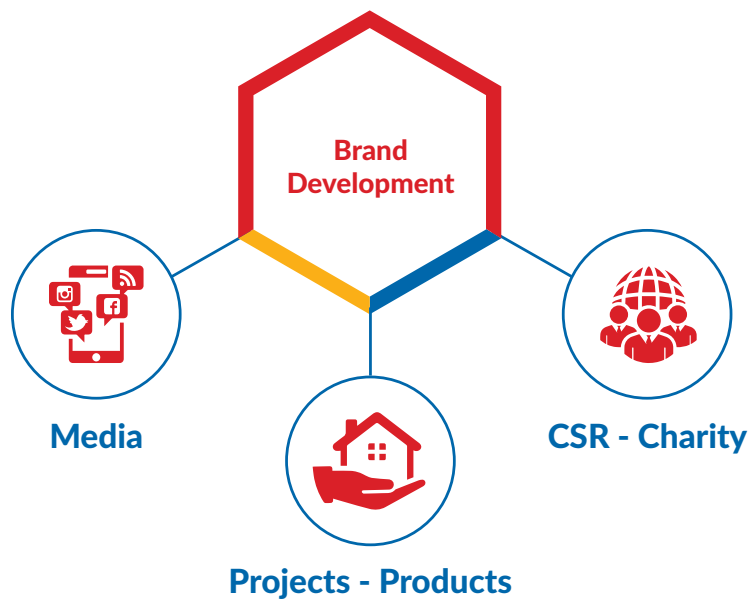 Brand
Development
Media
CSR - Charity
Projects - Products